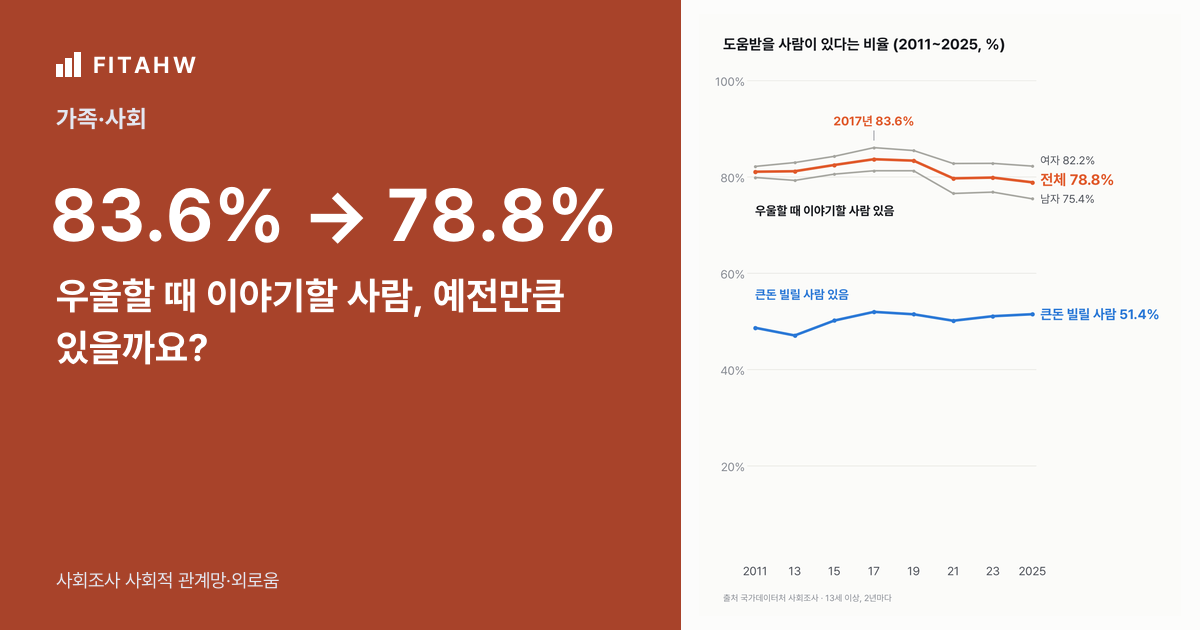 FITAHW
가족·사회
83.6% → 78.8%
우울할 때 이야기할 사람, 예전만큼
있을까요?
사회조사 사회적 관계망·외로움
도움받을 사람이 있다는 비율 (2011~2025, %)
100%
2017년 83.6%
여자 82.2%
80%
전체 78.8%
남자 75.4%
우울할 때 이야기할 사람 있음
60%
큰돈 빌릴 사람 있음
큰돈 빌릴 사람 51.4%
40%
20%
2011 13 15 17 19 21 23 2025
출처 국가데이터처 사회조사 · 13세 이상, 2년마다